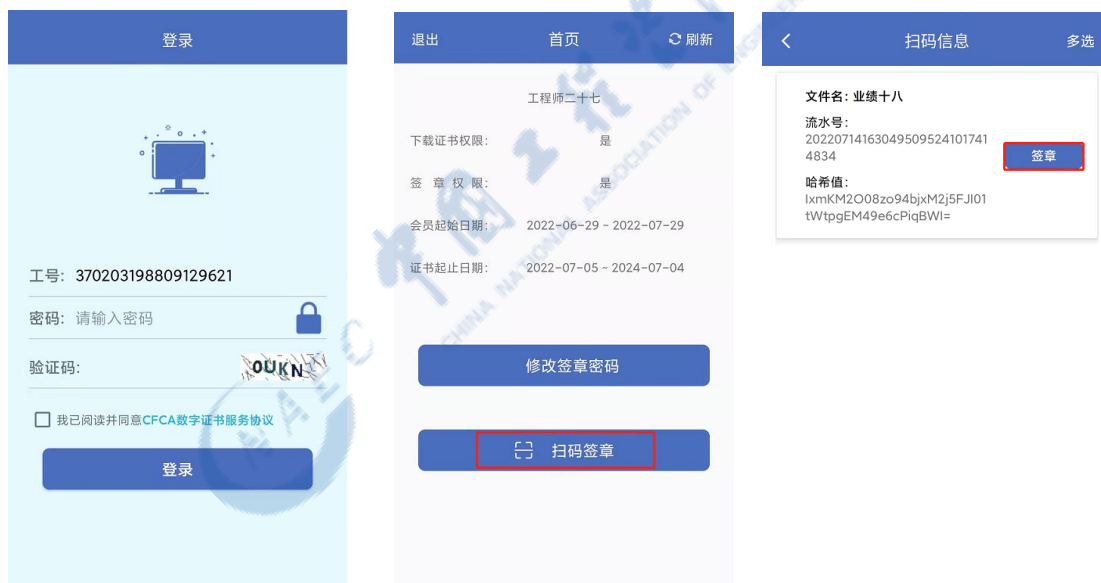 登录
工号: 370203198809129621
密码: 请输入密码
验证码:
OUKN
我已阅读并同意CFCA数字证书服务协议
登录
退出 首页 刷新
工程师二十七
下载证书权限: 是
签 章 权 限: 是
会员起始日期: 2022-06-29 ~ 2022-07-29
证书起止日期: 2022-07-05 ~ 2024-07-04
修改签章密码
扫码签章
扫码信息 多选
文件名: 业绩十八
流水号:
20220714163049509524101741
4834
签章
哈希值:
IxmKM2O08zo94bjxM2j5FJI01
tWtpgEM49e6cPiqBWI=